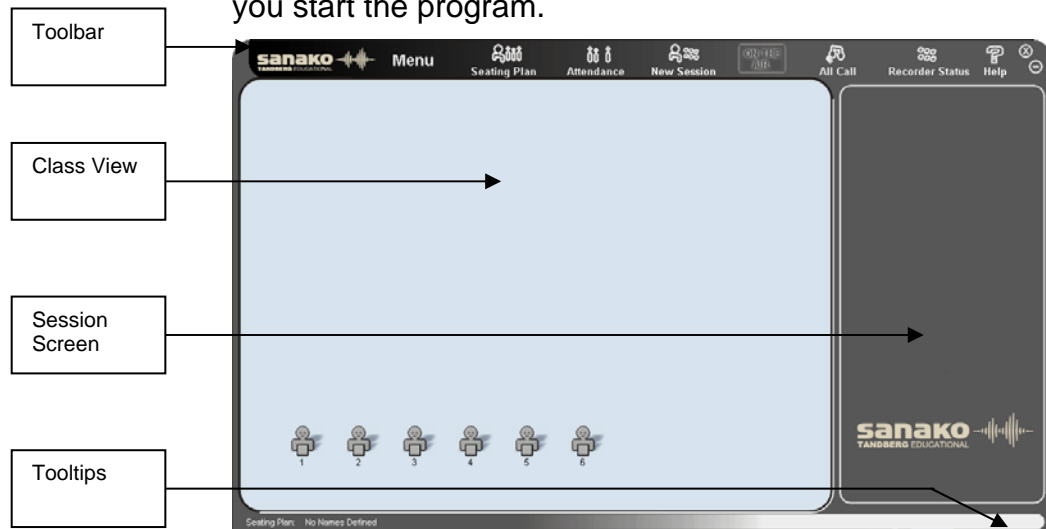 you start the program.
Toolbar
sanako
TANDBERG EDUCATIONAL
Menu
Seating Plan
Attendance
New Session
ON THE
AIR
All Call
Recorder Status
Help
Class View
Session
Screen
1 2 3 4 5 6
sanako
TANDBERG EDUCATIONAL
Tooltips
Seating Plan: No Names Defined